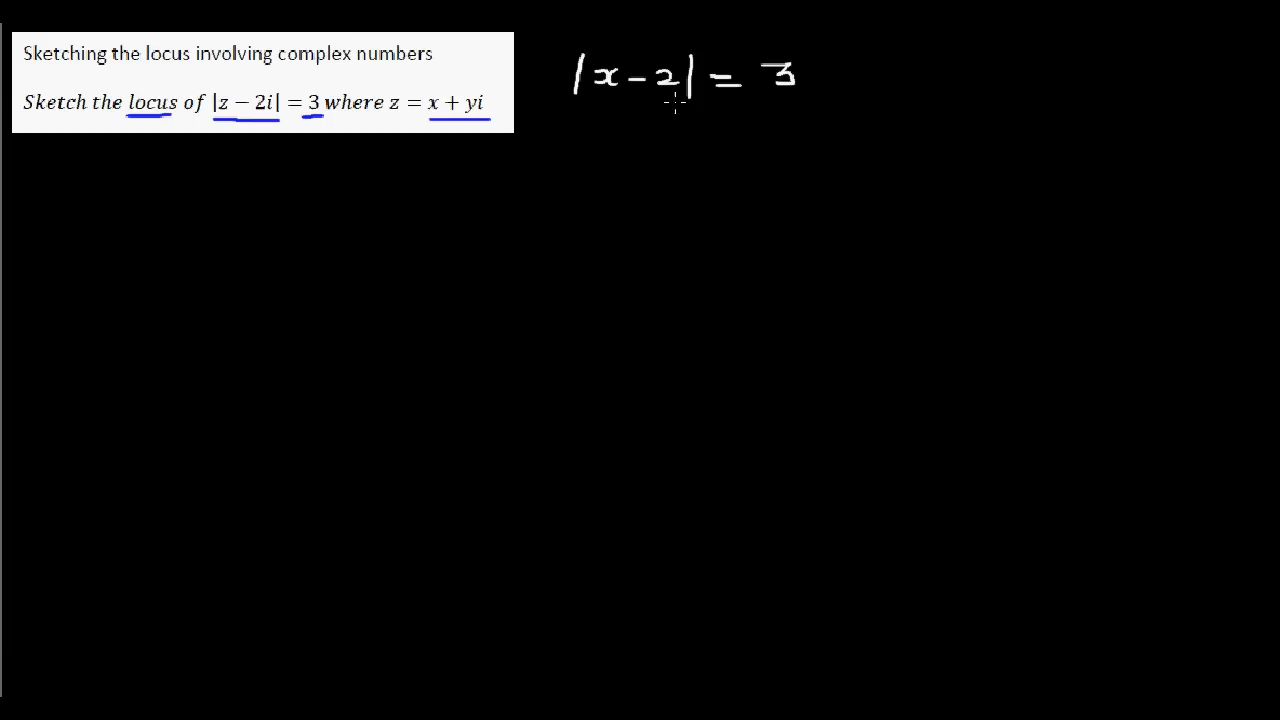 Sketching the locus involving complex numbers
Sketch the locus of |z − 2i| = 3 where z = x + yi
|x − 2| = 3